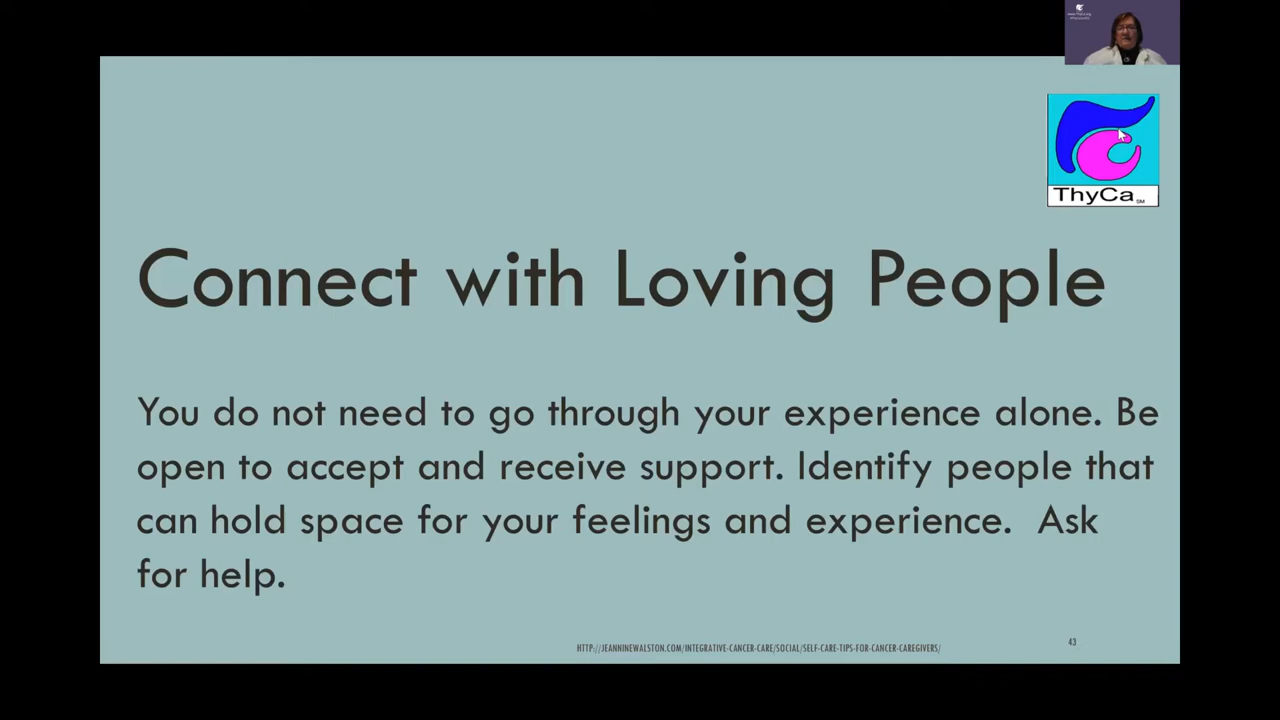 ThyCa SM
Connect with Loving People
You do not need to go through your experience alone. Be
open to accept and receive support. Identify people that
can hold space for your feelings and experience.  Ask
for help.
HTTP://JEANNINEWALSTON.COM/INTEGRATIVE-CANCER-CARE/SOCIAL/SELF-CARE-TIPS-FOR-CANCER-CAREGIVERS/
43